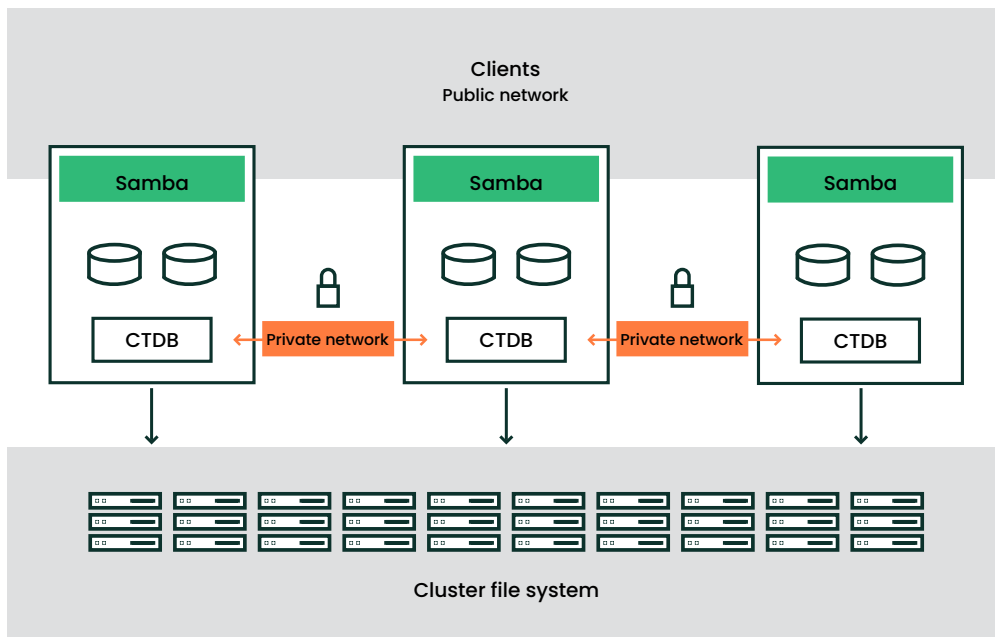 Clients
Public network
Samba
Samba
Samba
Private network
Private network
CTDB
CTDB
CTDB
Cluster file system